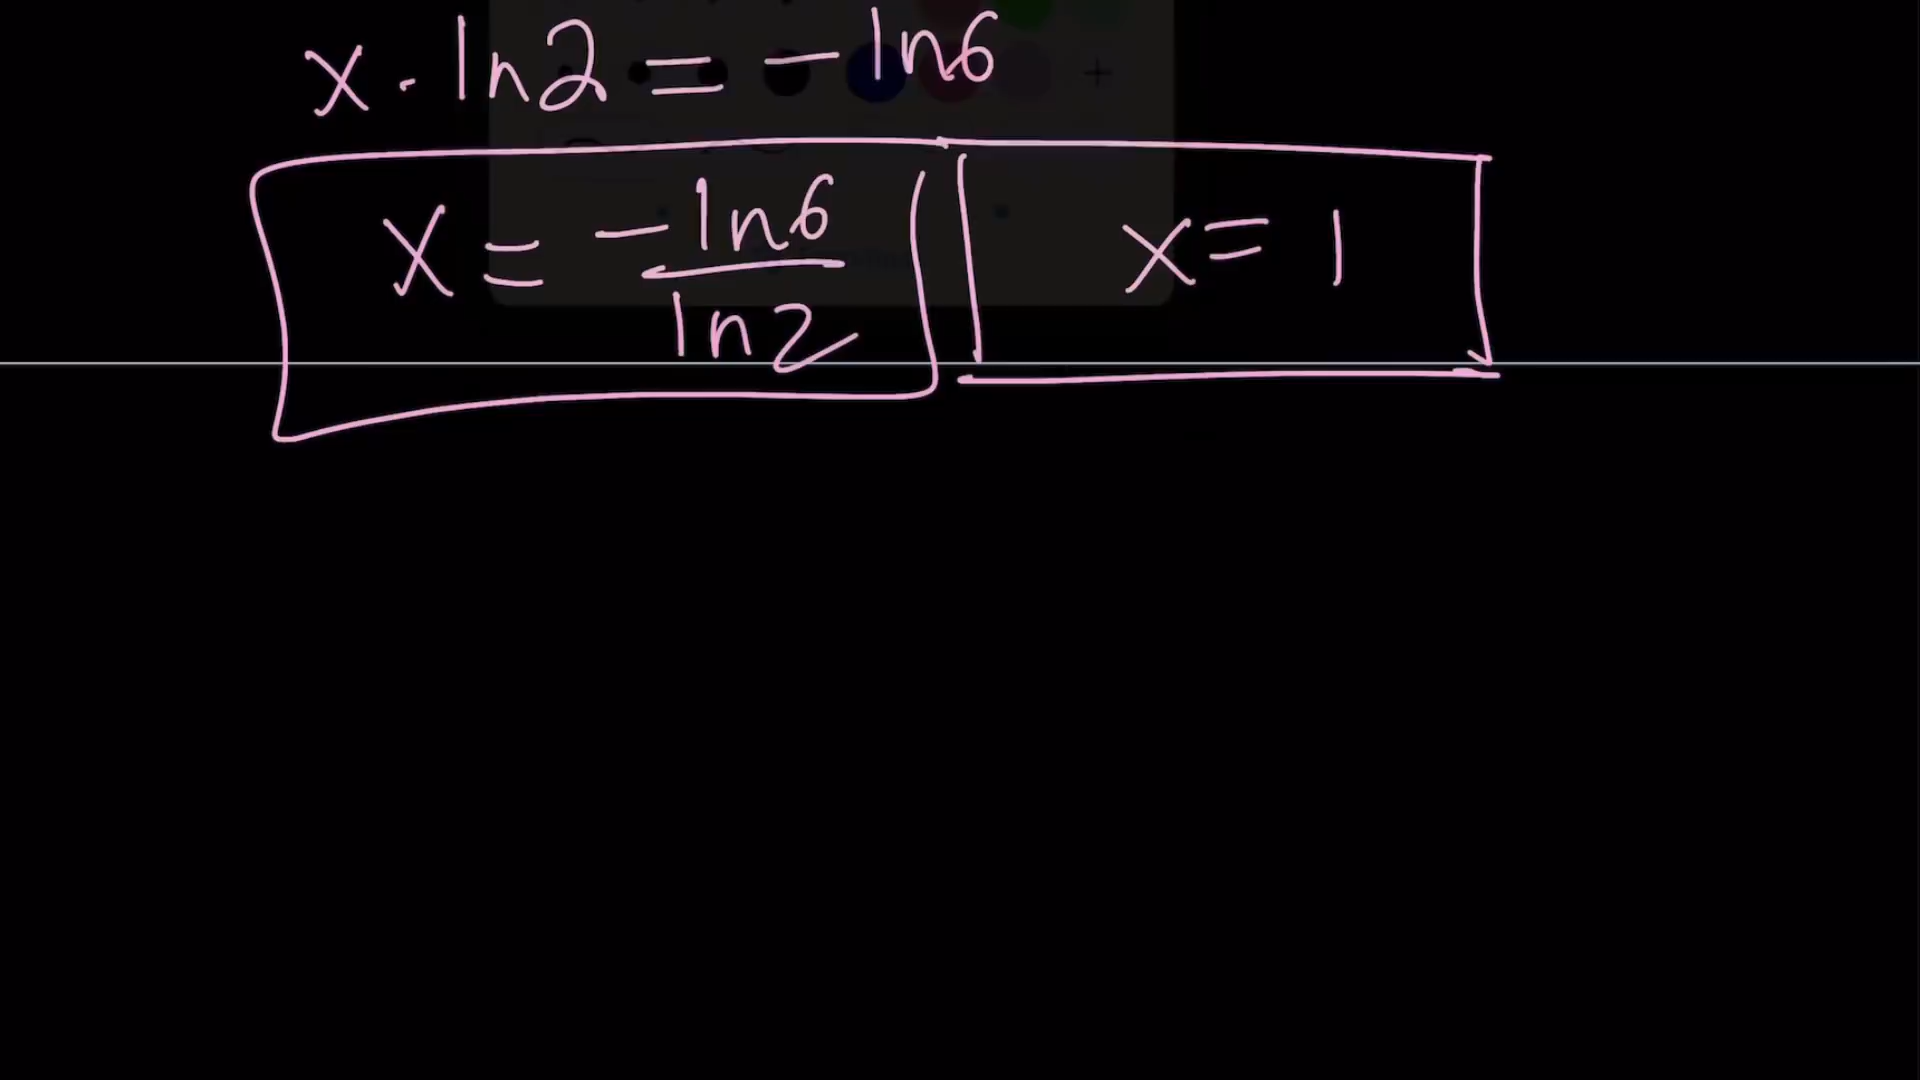 x · ln2 = - ln6
x = -ln6/ln2 x = 1